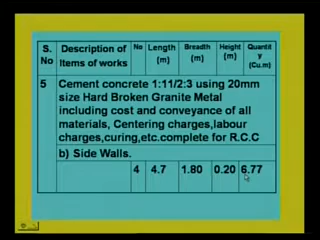 S. No Description of Items of works No Length (m) Breadth (m) Height (m) Quantit y (Cu.m)
5 Cement concrete 1:11/2:3 using 20mm
size Hard Broken Granite Metal
including cost and conveyance of all
materials, Centering charges,labour
charges,curing,etc.complete for R.C.C
b) Side Walls.
4 4.7 1.80 0.20 6.77